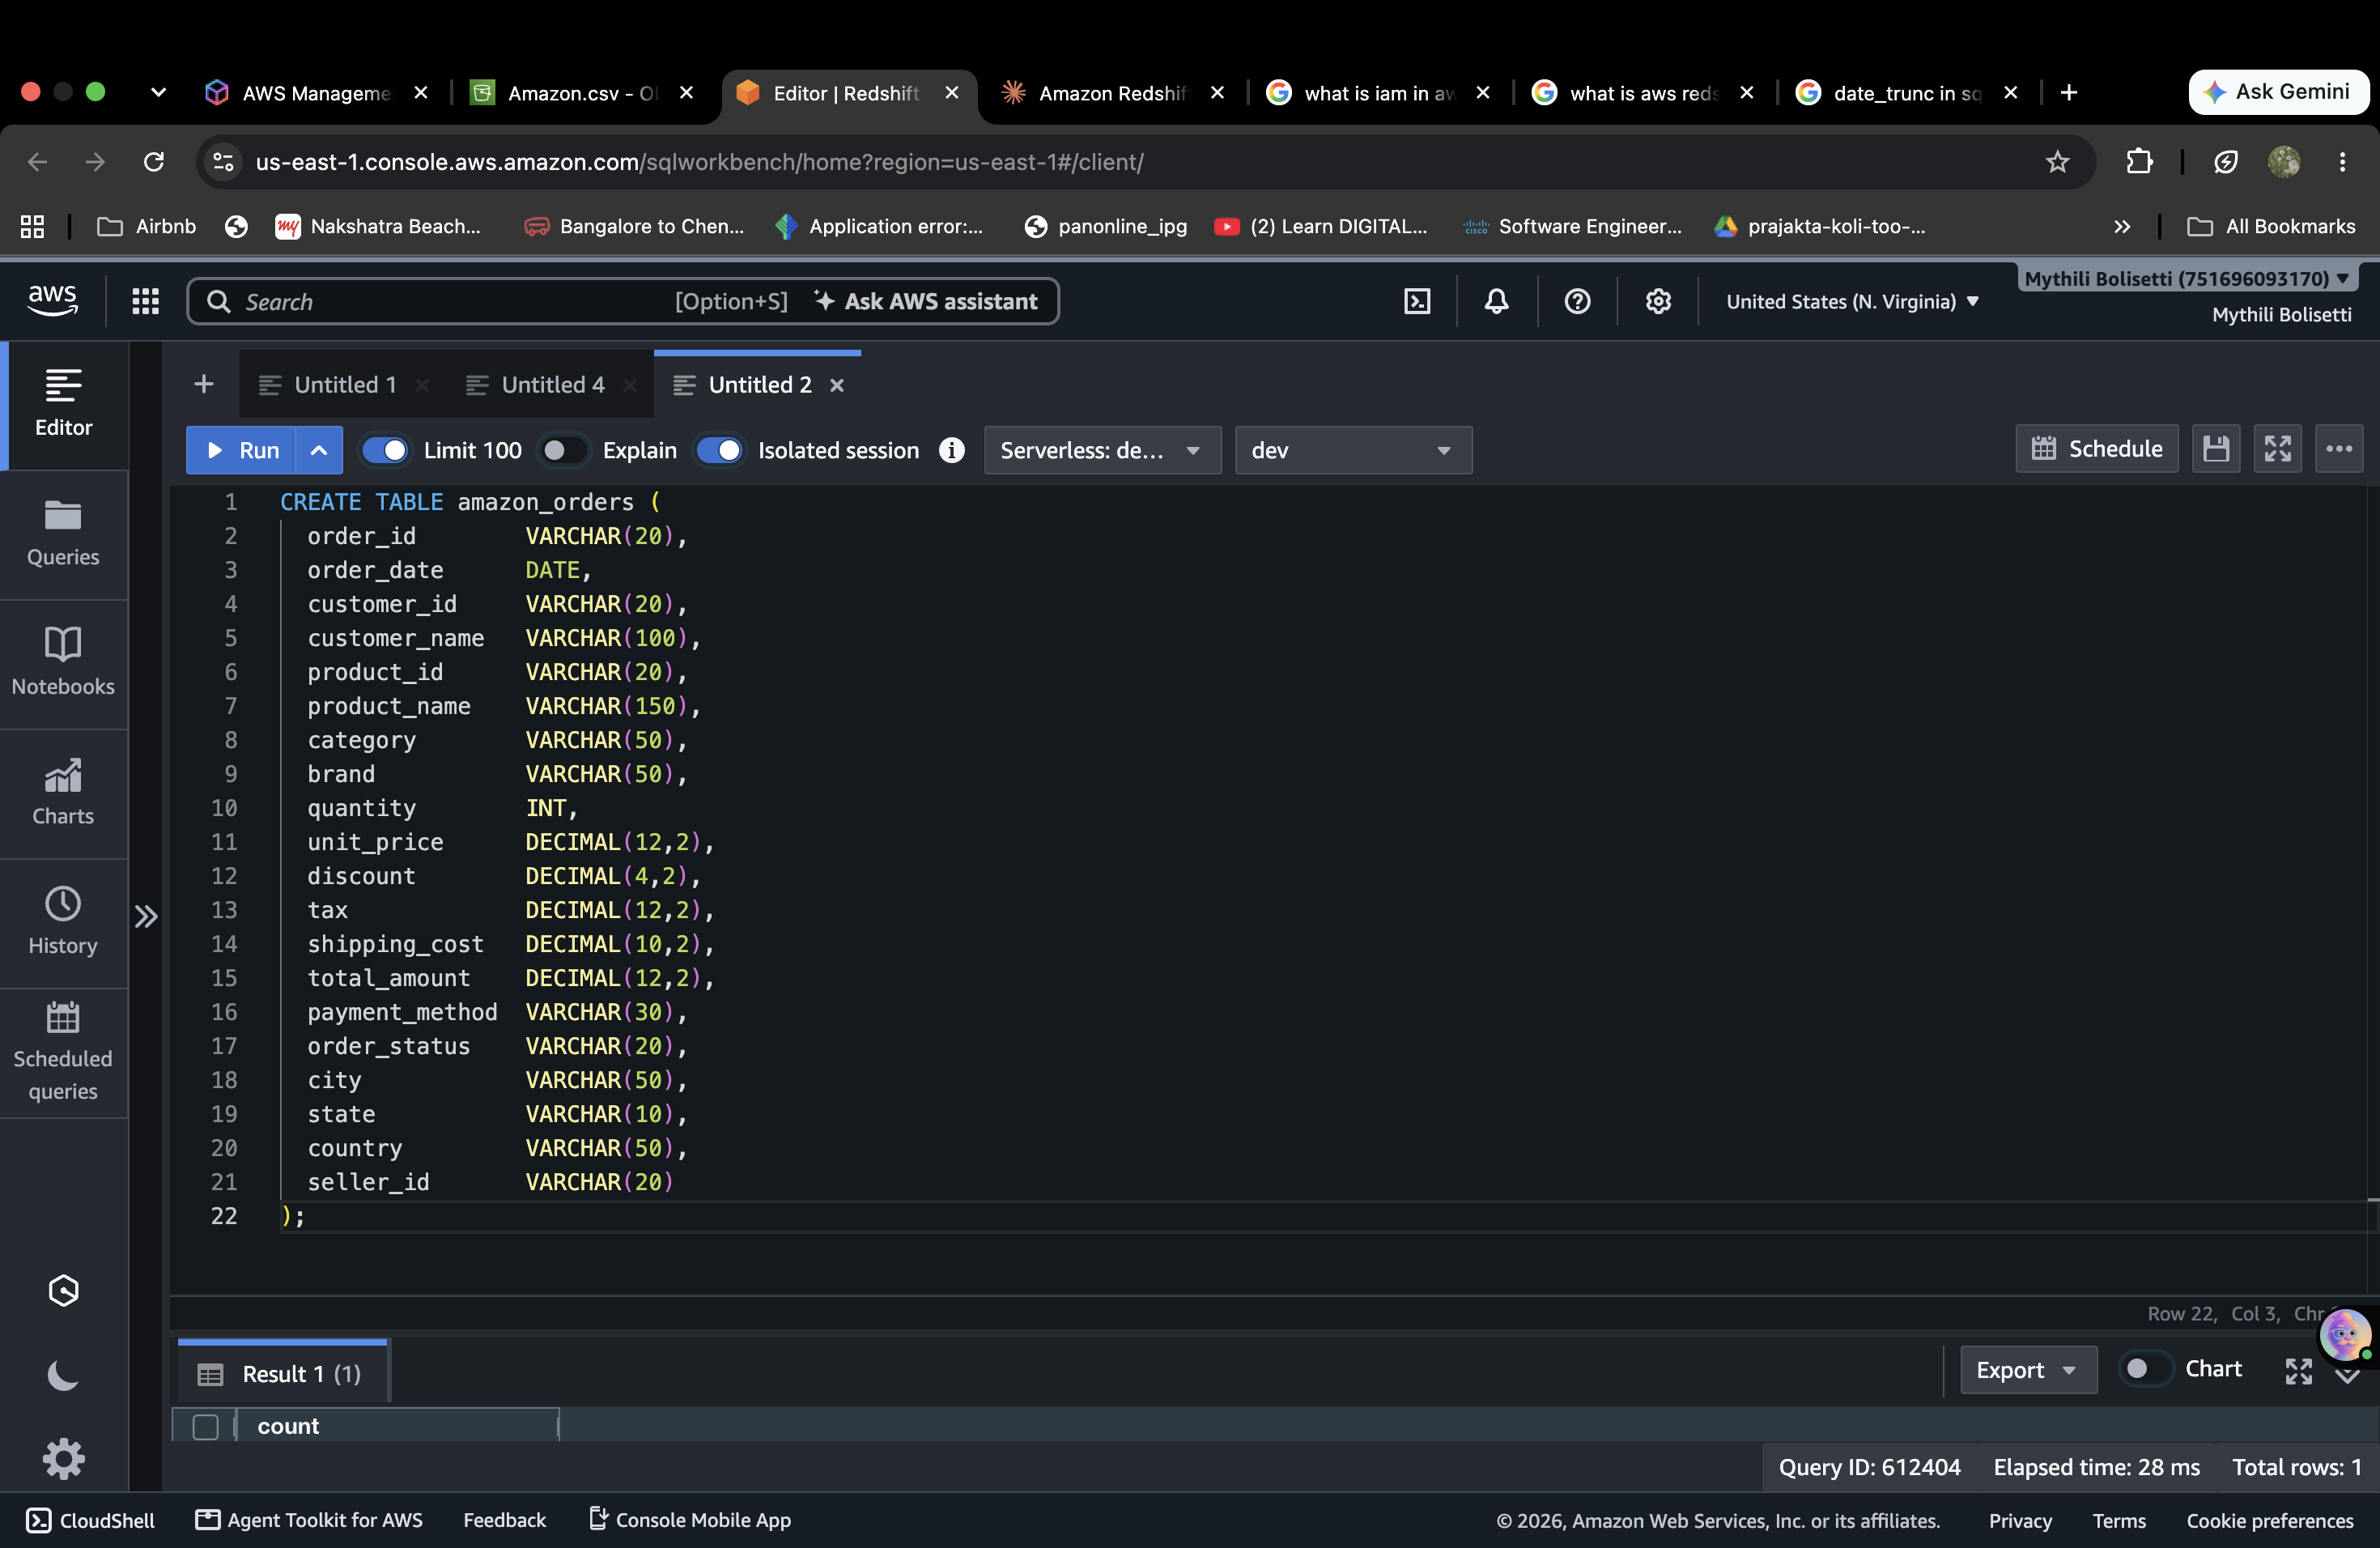 AWS Manageme
Amazon.csv - Ol
Editor | Redshift
Amazon Redshif
what is iam in aw
what is aws reds
date_trunc in sq
Ask Gemini
us-east-1.console.aws.amazon.com/sqlworkbench/home?region=us-east-1#/client/
Airbnb
my
Nakshatra Beach...
Bangalore to Chen...
Application error:...
panonline_ipg
(2) Learn DIGITAL...
cisco
Software Engineer...
prajakta-koli-too-...
All Bookmarks
aws
Search
[Option+S]
Ask AWS assistant
United States (N. Virginia)
Mythili Bolisetti (751696093170)
Mythili Bolisetti
Editor
Queries
Notebooks
Charts
History
Scheduled
queries
Untitled 1
Untitled 4
Untitled 2
Run
Limit 100
Explain
Isolated session
Serverless: de...
dev
Schedule
1 CREATE TABLE amazon_orders (
2 order_id VARCHAR(20),
3 order_date DATE,
4 customer_id VARCHAR(20),
5 customer_name VARCHAR(100),
6 product_id VARCHAR(20),
7 product_name VARCHAR(150),
8 category VARCHAR(50),
9 brand VARCHAR(50),
10 quantity INT,
11 unit_price DECIMAL(12,2),
12 discount DECIMAL(4,2),
13 tax DECIMAL(12,2),
14 shipping_cost DECIMAL(10,2),
15 total_amount DECIMAL(12,2),
16 payment_method VARCHAR(30),
17 order_status VARCHAR(20),
18 city VARCHAR(50),
19 state VARCHAR(10),
20 country VARCHAR(50),
21 seller_id VARCHAR(20)
22 );
Row 22, Col 3, Chr
Result 1 (1)
Export
Chart
count
Query ID: 612404 Elapsed time: 28 ms Total rows: 1
CloudShell
Agent Toolkit for AWS
Feedback
Console Mobile App
© 2026, Amazon Web Services, Inc. or its affiliates.
Privacy
Terms
Cookie preferences